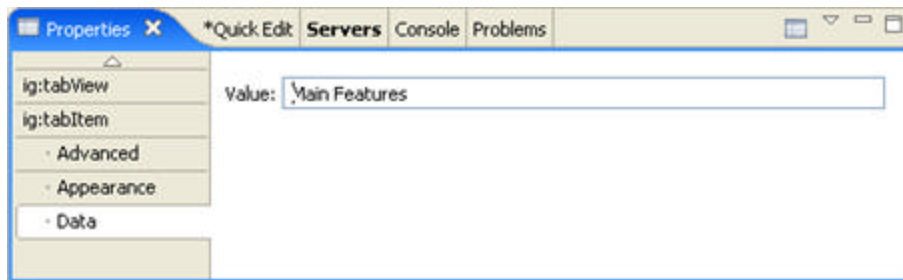 Properties *Quick Edit Servers Console Problems
ig:tabView
Value: Main Features
ig:tabItem
Advanced
Appearance
Data